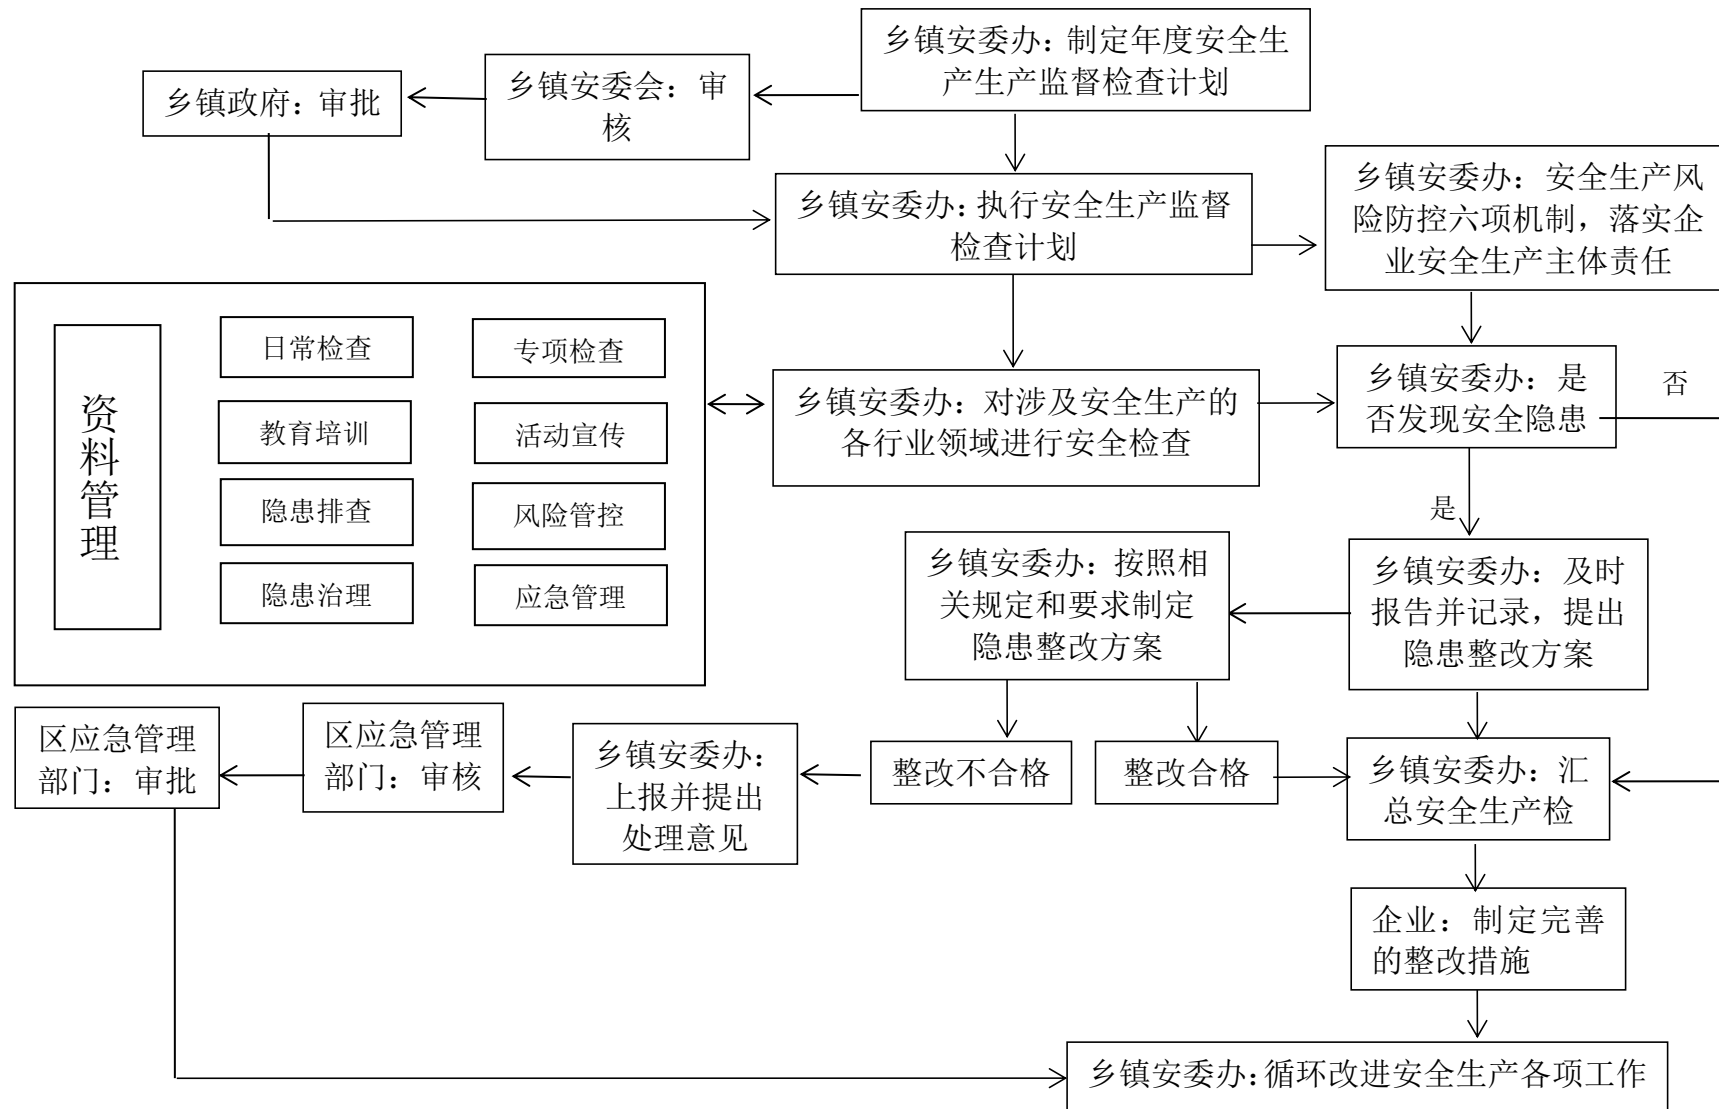 乡镇安委办：制定年度安全生
产生产监督检查计划
乡镇安委会：审
核
乡镇政府：审批
乡镇安委办：执行安全生产监督
检查计划
乡镇安委办：安全生产风
险防控六项机制，落实企
业安全生产主体责任
资料管理
日常检查
专项检查
教育培训
活动宣传
隐患排查
风险管控
隐患治理
应急管理
乡镇安委办：对涉及安全生产的
各行业领域进行安全检查
乡镇安委办：是
否发现安全隐患
否
是
乡镇安委办：按照相
关规定和要求制定
隐患整改方案
乡镇安委办：及时
报告并记录，提出
隐患整改方案
区应急管理
部门：审批
区应急管理
部门：审核
乡镇安委办：
上报并提出
处理意见
整改不合格
整改合格
乡镇安委办：汇
总安全生产检
企业：制定完善
的整改措施
乡镇安委办：循环改进安全生产各项工作